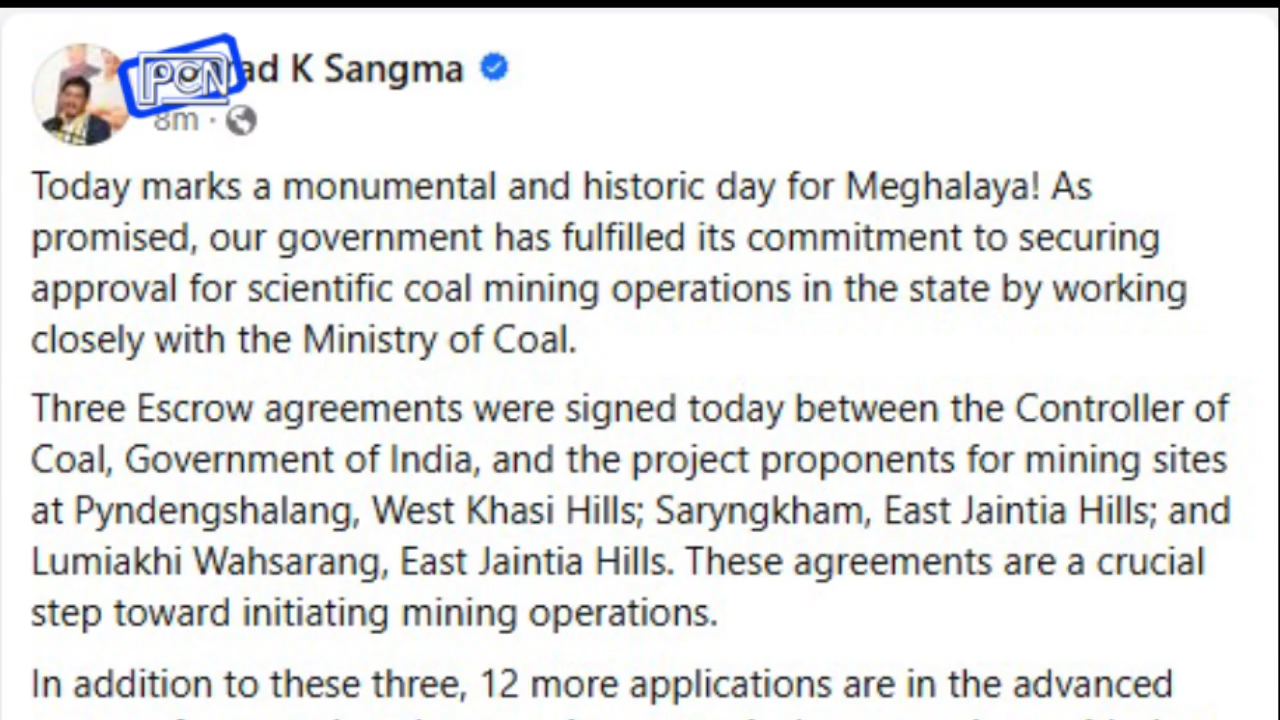 PCN
ad K Sangma
8m ·
Today marks a monumental and historic day for Meghalaya! As
promised, our government has fulfilled its commitment to securing
approval for scientific coal mining operations in the state by working
closely with the Ministry of Coal.
Three Escrow agreements were signed today between the Controller of
Coal, Government of India, and the project proponents for mining sites
at Pyndengshalang, West Khasi Hills; Saryngkham, East Jaintia Hills; and
Lumiakhi Wahsarang, East Jaintia Hills. These agreements are a crucial
step toward initiating mining operations.
In addition to these three, 12 more applications are in the advanced